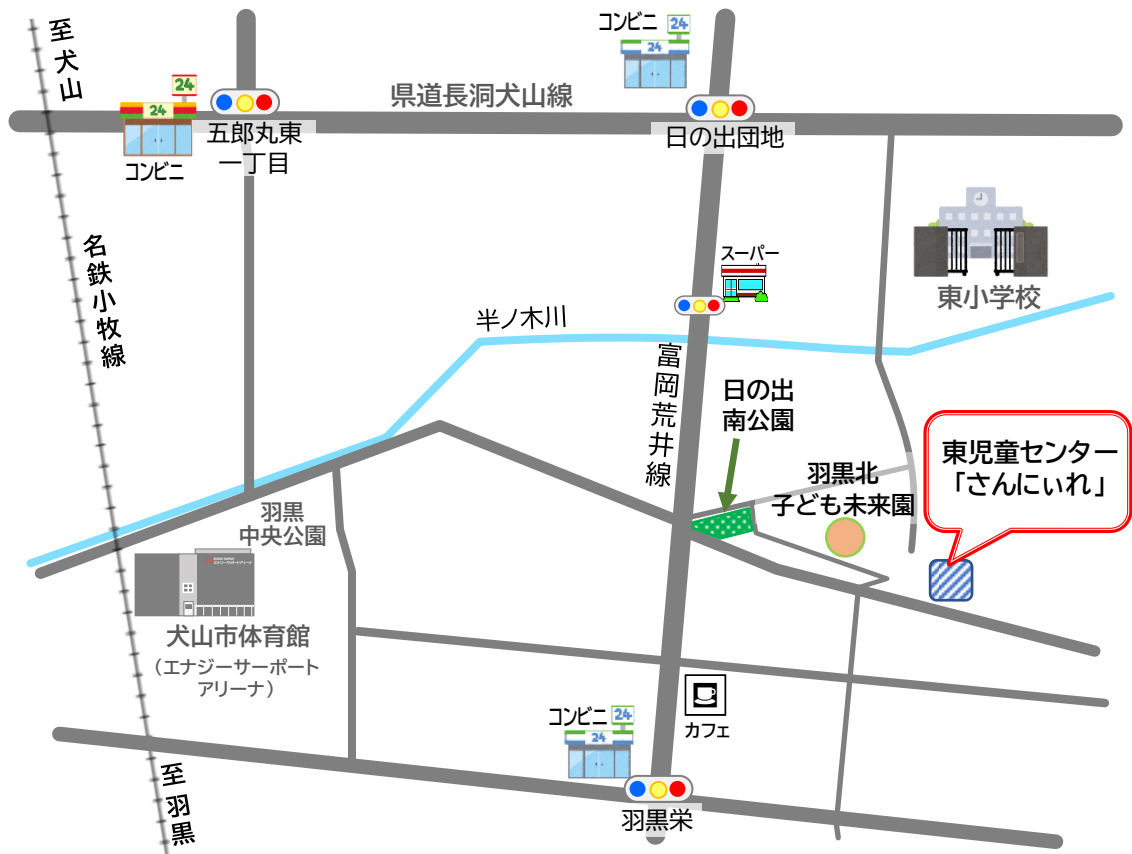 至犬山
コンビニ
24
24
県道長洞犬山線
24
24
コンビニ
五郎丸東
一丁目
日の出団地
名鉄小牧線
スーパー
東小学校
半ノ木川
富岡荒井線
日の出
南公園
羽黒北
子ども未来園
東児童センター
「さんにぃれ」
羽黒
中央公園
犬山市体育館
（エナジーサーポート
アリーナ）
カフェ
コンビニ
24
24
至羽黒
羽黒栄